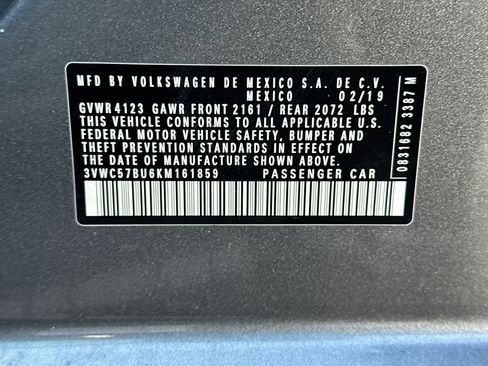 MFD BY VOLKSWAGEN DE MEXICO S.A. DE C.V.
MEXICO 02/19
GVWR 4123 GAWR FRONT 2161 / REAR 2072 LBS
THIS VEHICLE CONFORMS TO ALL APPLICABLE U.S.
FEDERAL MOTOR VEHICLE SAFETY, BUMPER AND
THEFT PREVENTION STANDARDS IN EFFECT ON
THE DATE OF MANUFACTURE SHOWN ABOVE.
3VWC57BU6KM161859 PASSENGER CAR
0831682 3387 M